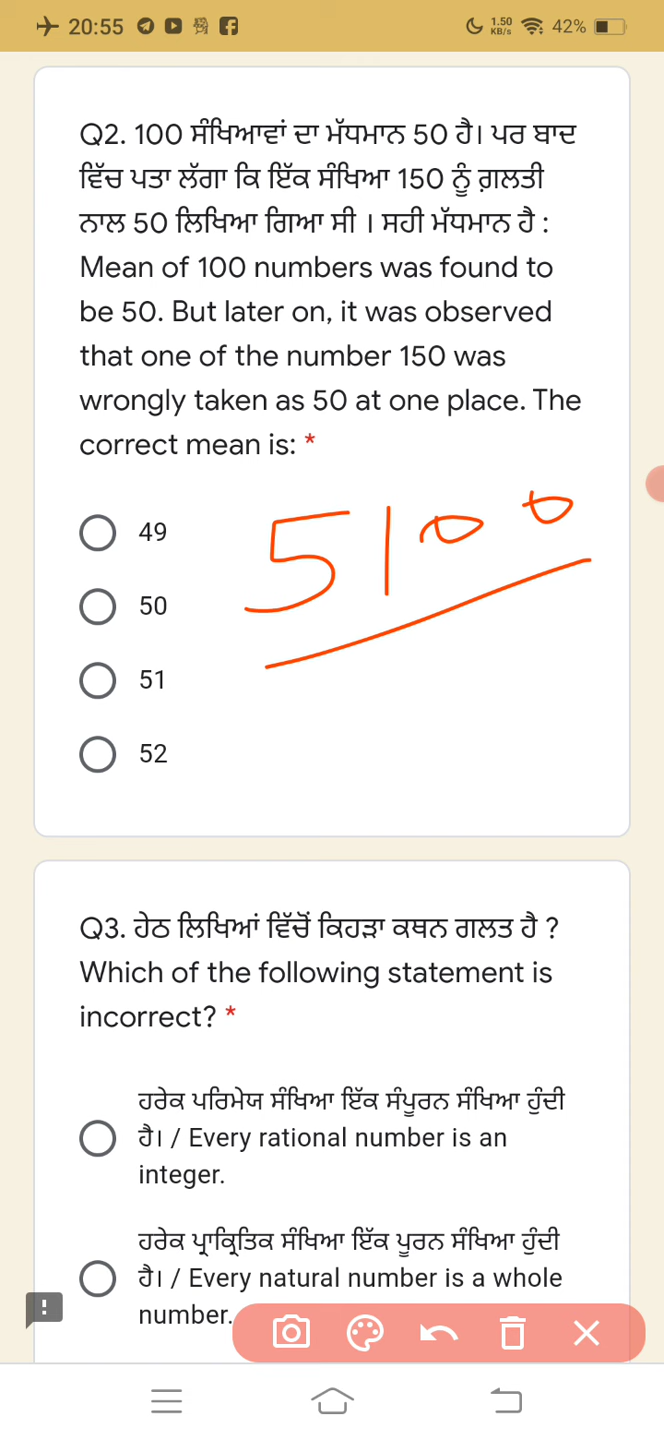 20:55
1.50 KB/s 42%
Q2. 100 ਸੰਖਿਆਵਾਂ ਦਾ ਮੱਧਮਾਨ 50 ਹੈ। ਪਰ ਬਾਦ
ਵਿੱਚ ਪਤਾ ਲੱਗਾ ਕਿ ਇੱਕ ਸੰਖਿਆ 150 ਨੂੰ ਗ਼ਲਤੀ
ਨਾਲ 50 ਲਿਖਿਆ ਗਿਆ ਸੀ । ਸਹੀ ਮੱਧਮਾਨ ਹੈ :
Mean of 100 numbers was found to
be 50. But later on, it was observed
that one of the number 150 was
wrongly taken as 50 at one place. The
correct mean is: *
49
5100
50
51
52
Q3. ਹੇਠ ਲਿਖਿਆਂ ਵਿੱਚੋਂ ਕਿਹੜਾ ਕਥਨ ਗਲਤ ਹੈ ?
Which of the following statement is
incorrect? *
ਹਰੇਕ ਪਰਿਮੇਯ ਸੰਖਿਆ ਇੱਕ ਸੰਪੂਰਨ ਸੰਖਿਆ ਹੁੰਦੀ
ਹੈ। / Every rational number is an
integer.
ਹਰੇਕ ਪ੍ਰਾਕ੍ਰਿਤਿਕ ਸੰਖਿਆ ਇੱਕ ਪੂਰਨ ਸੰਖਿਆ ਹੁੰਦੀ
ਹੈ। / Every natural number is a whole
number.